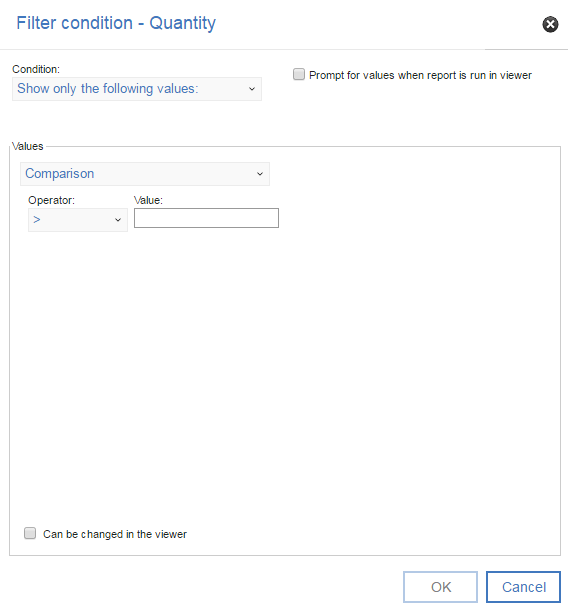 Filter condition - Quantity
Condition:
Show only the following values:
Prompt for values when report is run in viewer
Values
Comparison
Operator: Value:
>
Can be changed in the viewer
OK Cancel